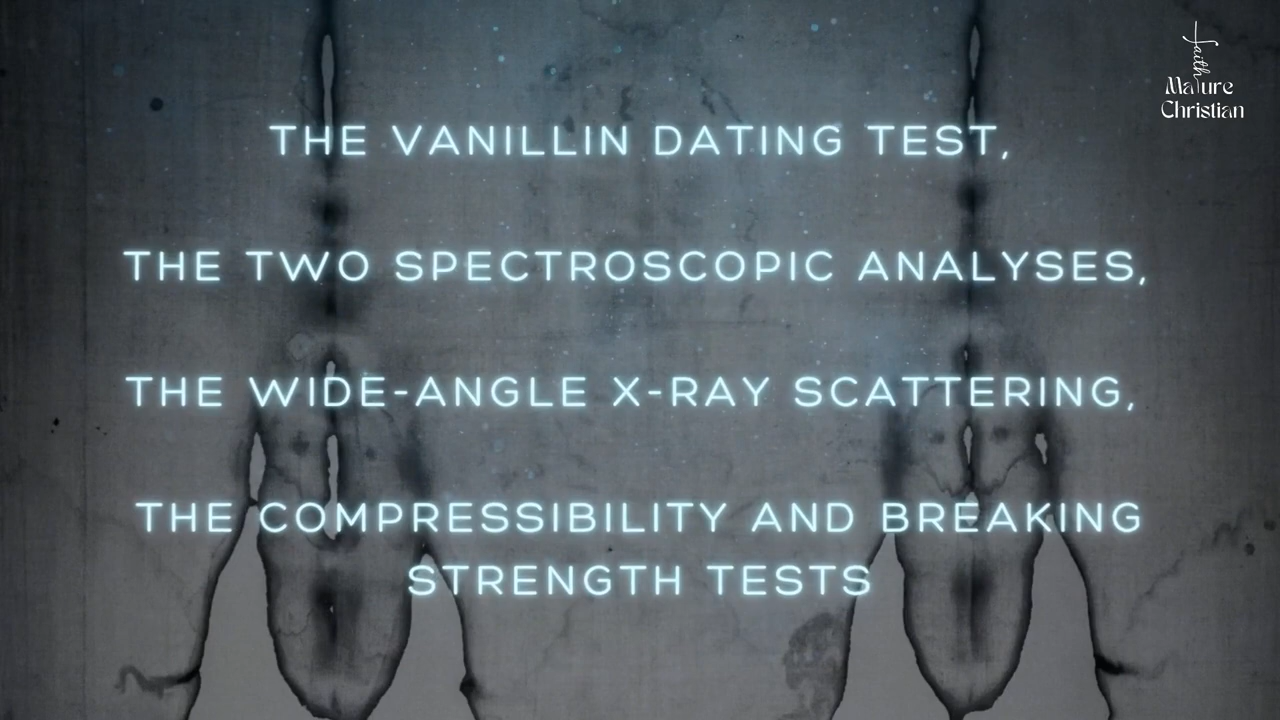 faith
Mature
Christian
THE VANILLIN DATING TEST,
THE TWO SPECTROSCOPIC ANALYSES,
THE WIDE-ANGLE X-RAY SCATTERING,
THE COMPRESSIBILITY AND BREAKING
STRENGTH TESTS